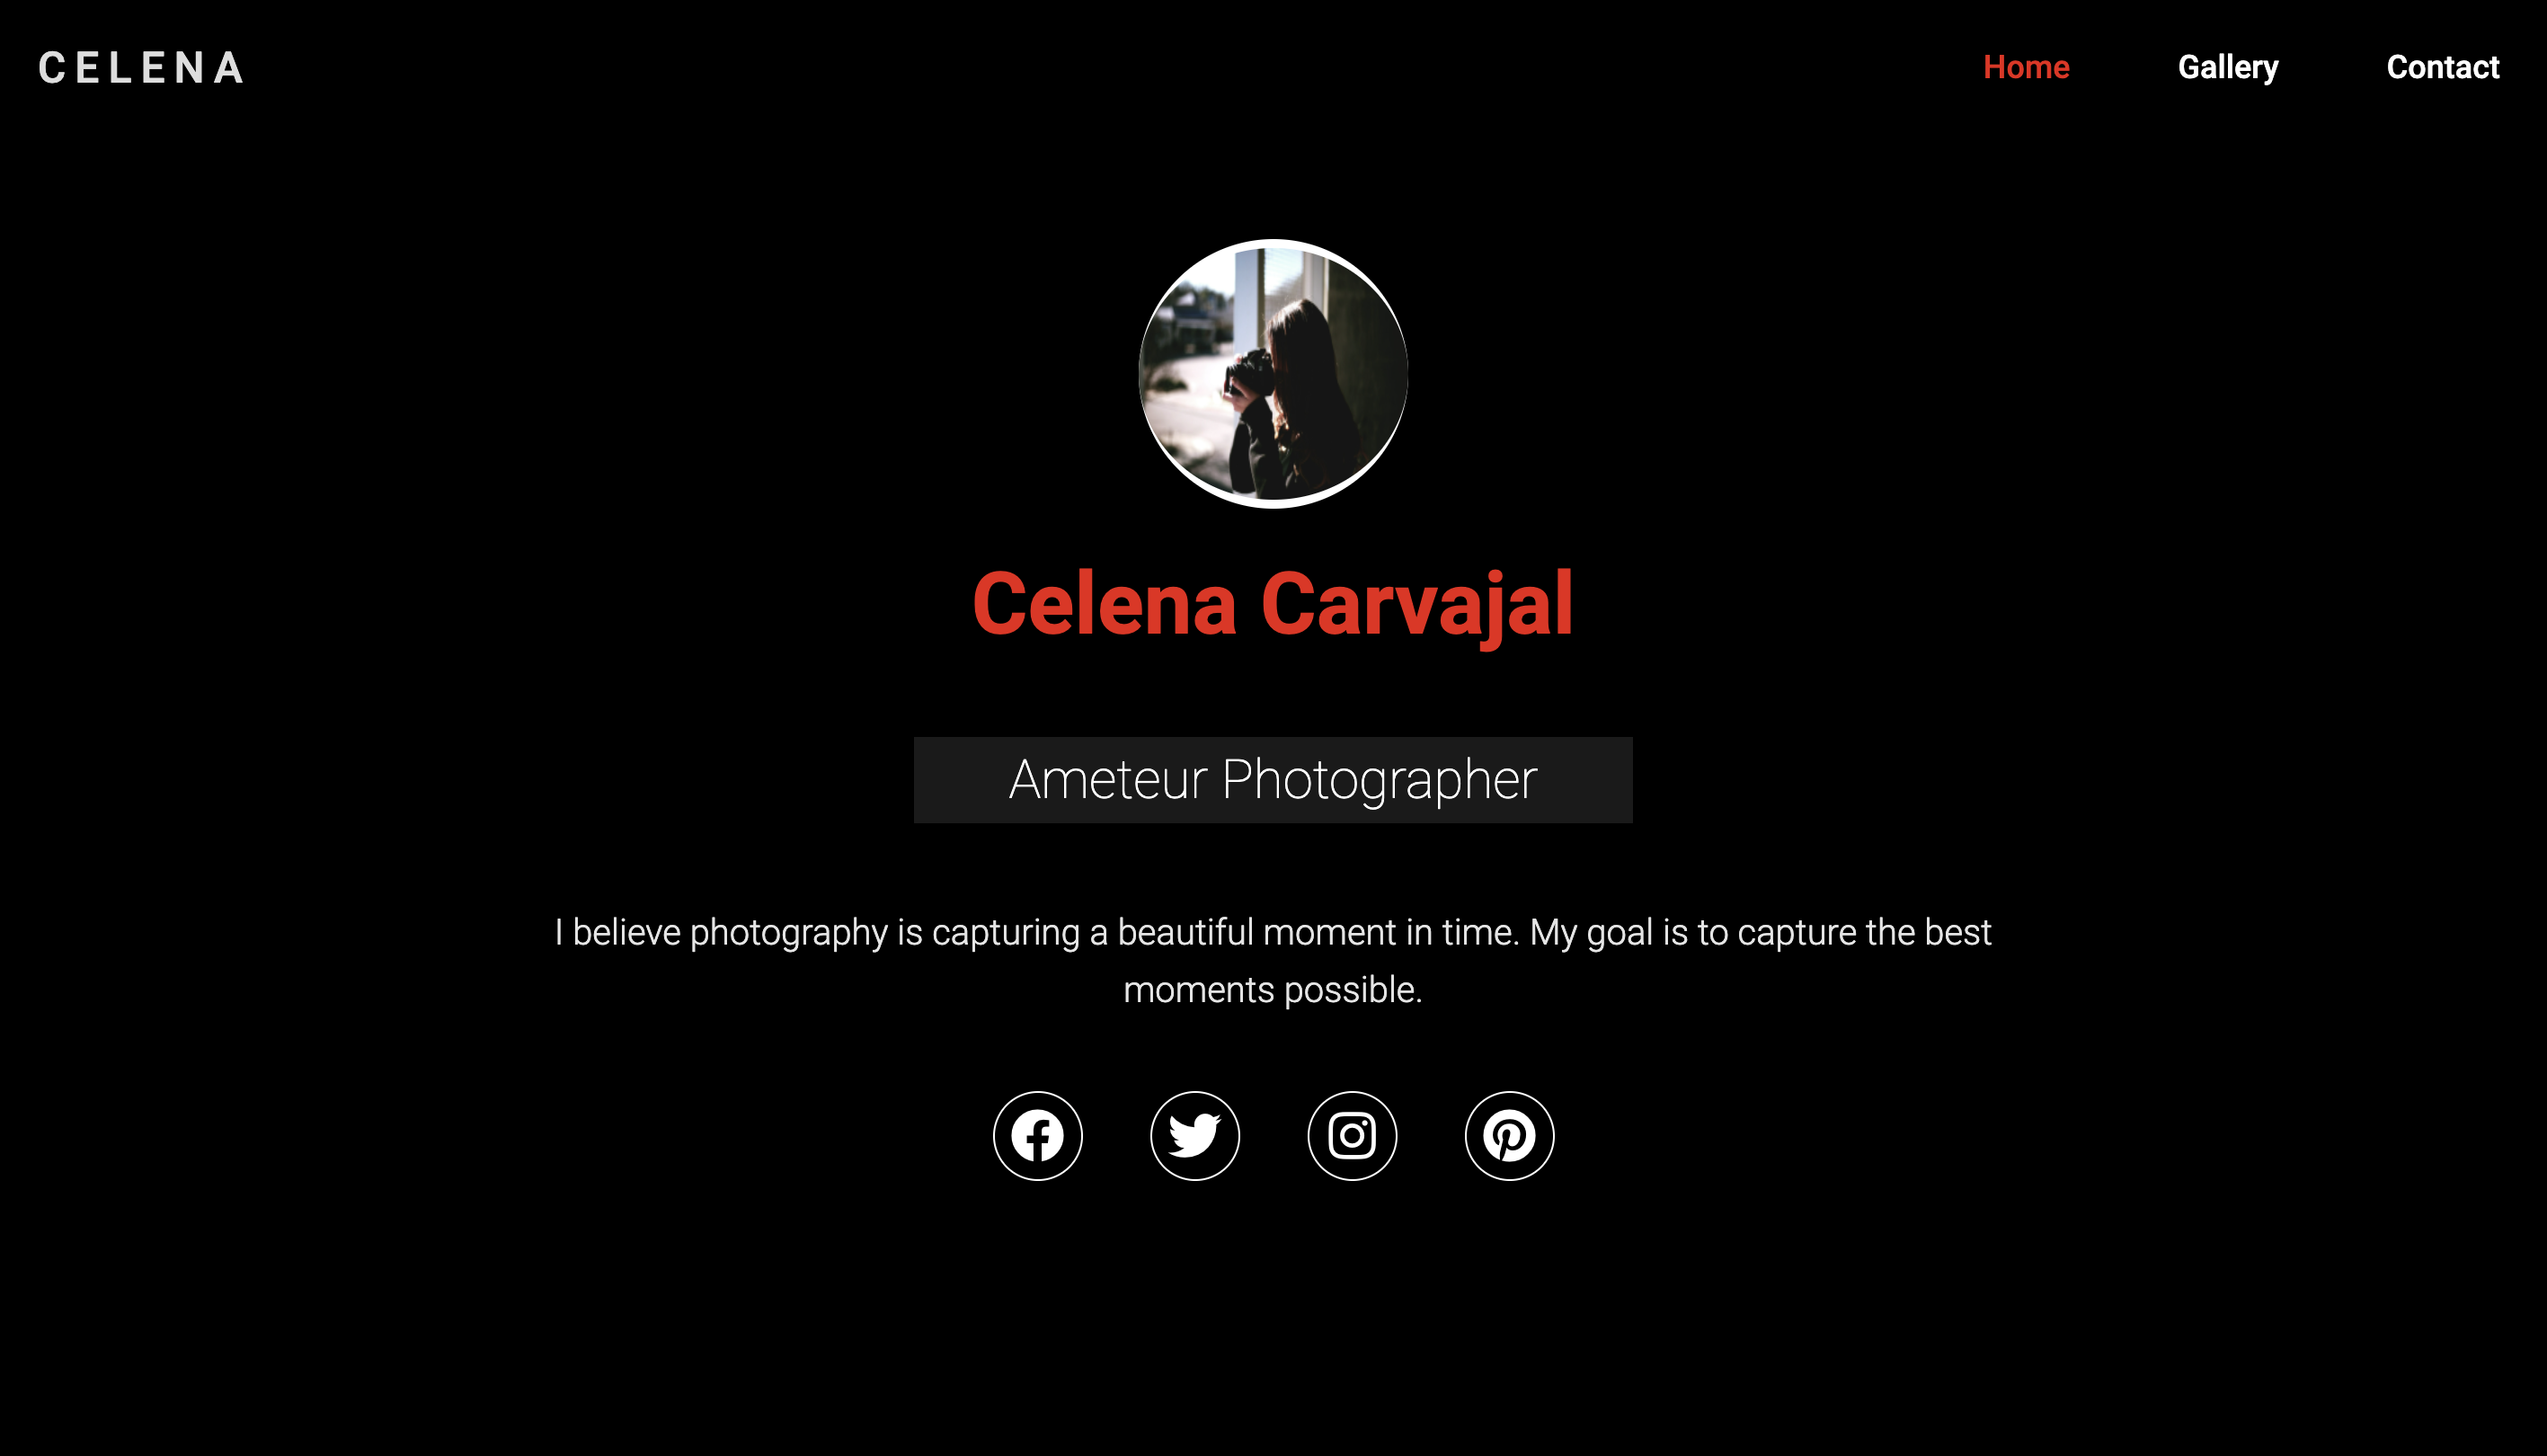 CELENA
Home Gallery Contact
Celena Carvajal
Ameteur Photographer
I believe photography is capturing a beautiful moment in time. My goal is to capture the best
moments possible.